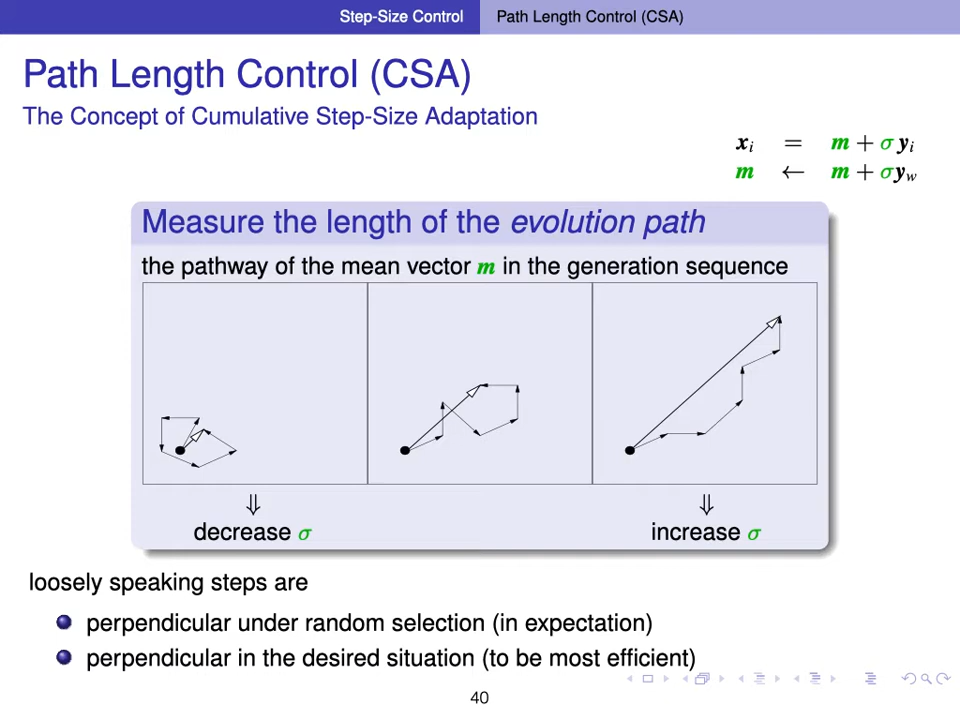 Step-Size Control Path Length Control (CSA)
Path Length Control (CSA)
The Concept of Cumulative Step-Size Adaptation
xᵢ = m + σ yᵢ
m ← m + σy_w
Measure the length of the evolution path
the pathway of the mean vector m in the generation sequence
⇓ ⇓
decrease σ increase σ
loosely speaking steps are
perpendicular under random selection (in expectation)
perpendicular in the desired situation (to be most efficient)
40